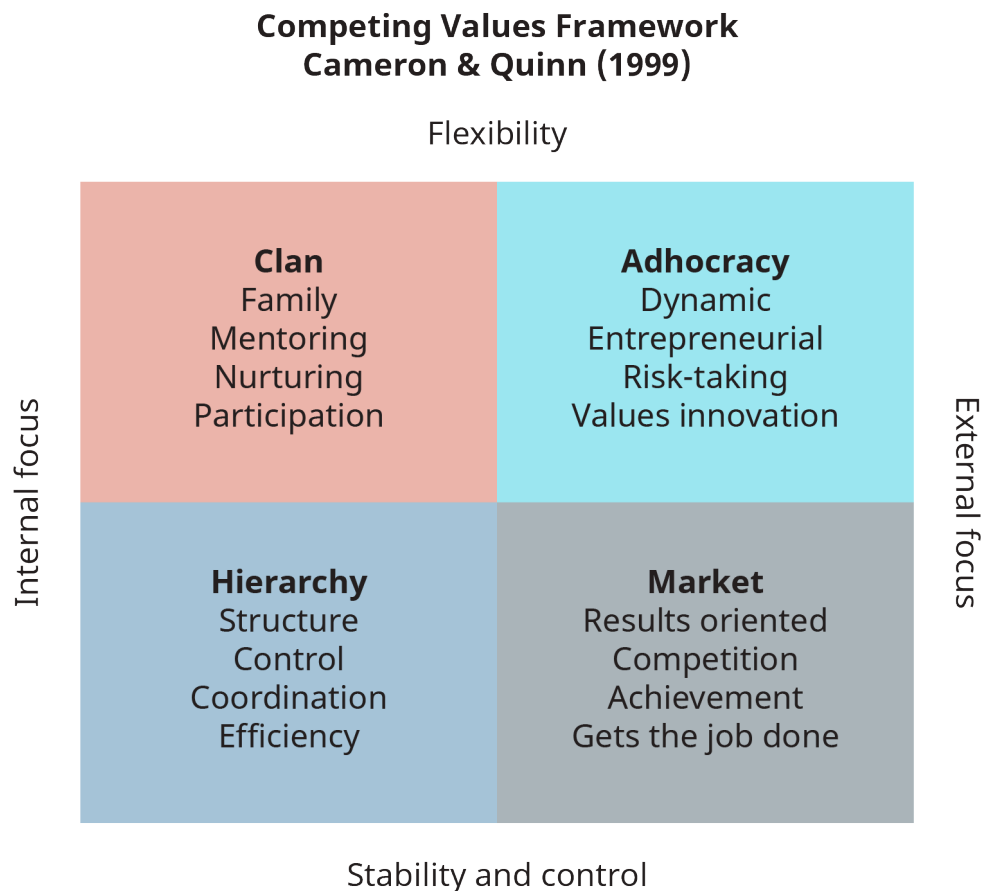 Competing Values Framework
Cameron & Quinn (1999)
Flexibility
Internal focus
Clan
Family
Mentoring
Nurturing
Participation
Adhocracy
Dynamic
Entrepreneurial
Risk-taking
Values innovation
External focus
Hierarchy
Structure
Control
Coordination
Efficiency
Market
Results oriented
Competition
Achievement
Gets the job done
Stability and control